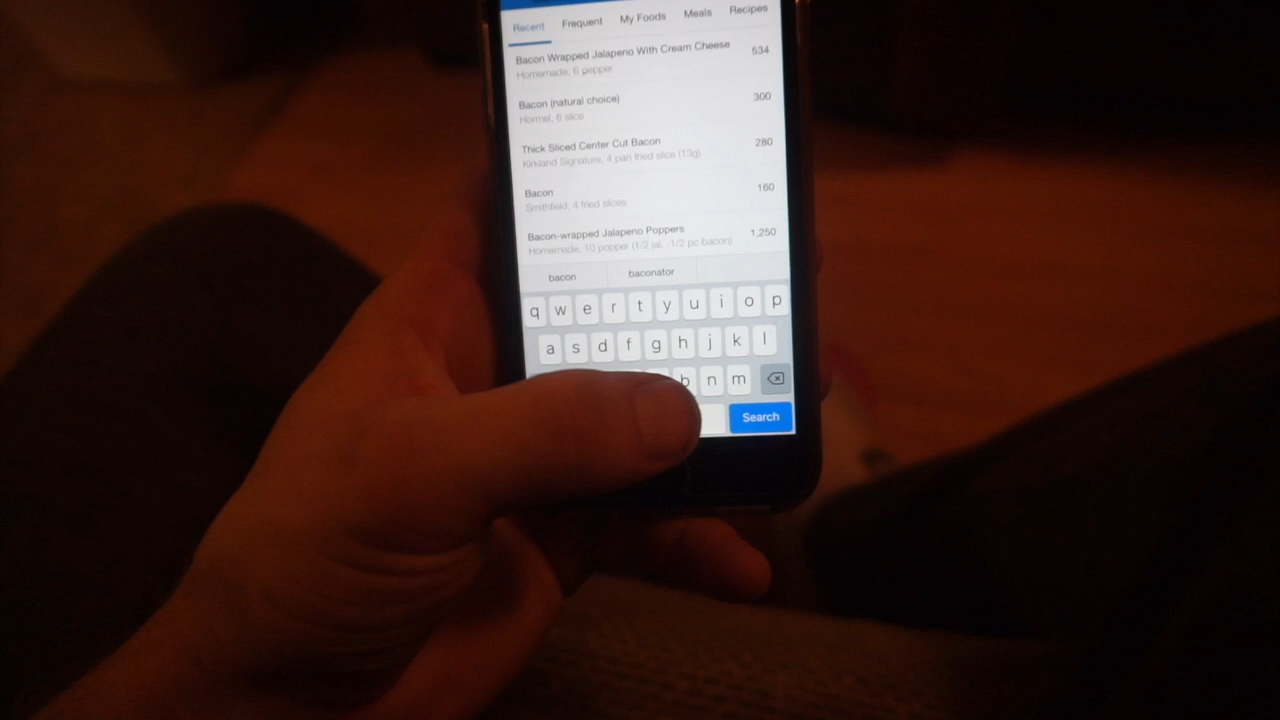 Recent Frequent My Foods Meals Recipes
Bacon Wrapped Jalapeno With Cream Cheese 534
Homemade, 6 pepper
Bacon (natural choice) 300
Hormel, 6 slice
Thick Sliced Center Cut Bacon 280
Kirkland Signature, 4 pan fried slice (13g)
Bacon 160
Smithfield, 4 fried slices
Bacon-wrapped Jalapeno Poppers 1,250
Homemade, 10 popper (1/2 jal. -1/2 pc bacon)
bacon baconator
q w e r t y u i o p
a s d f g h j k l
b n m
Search